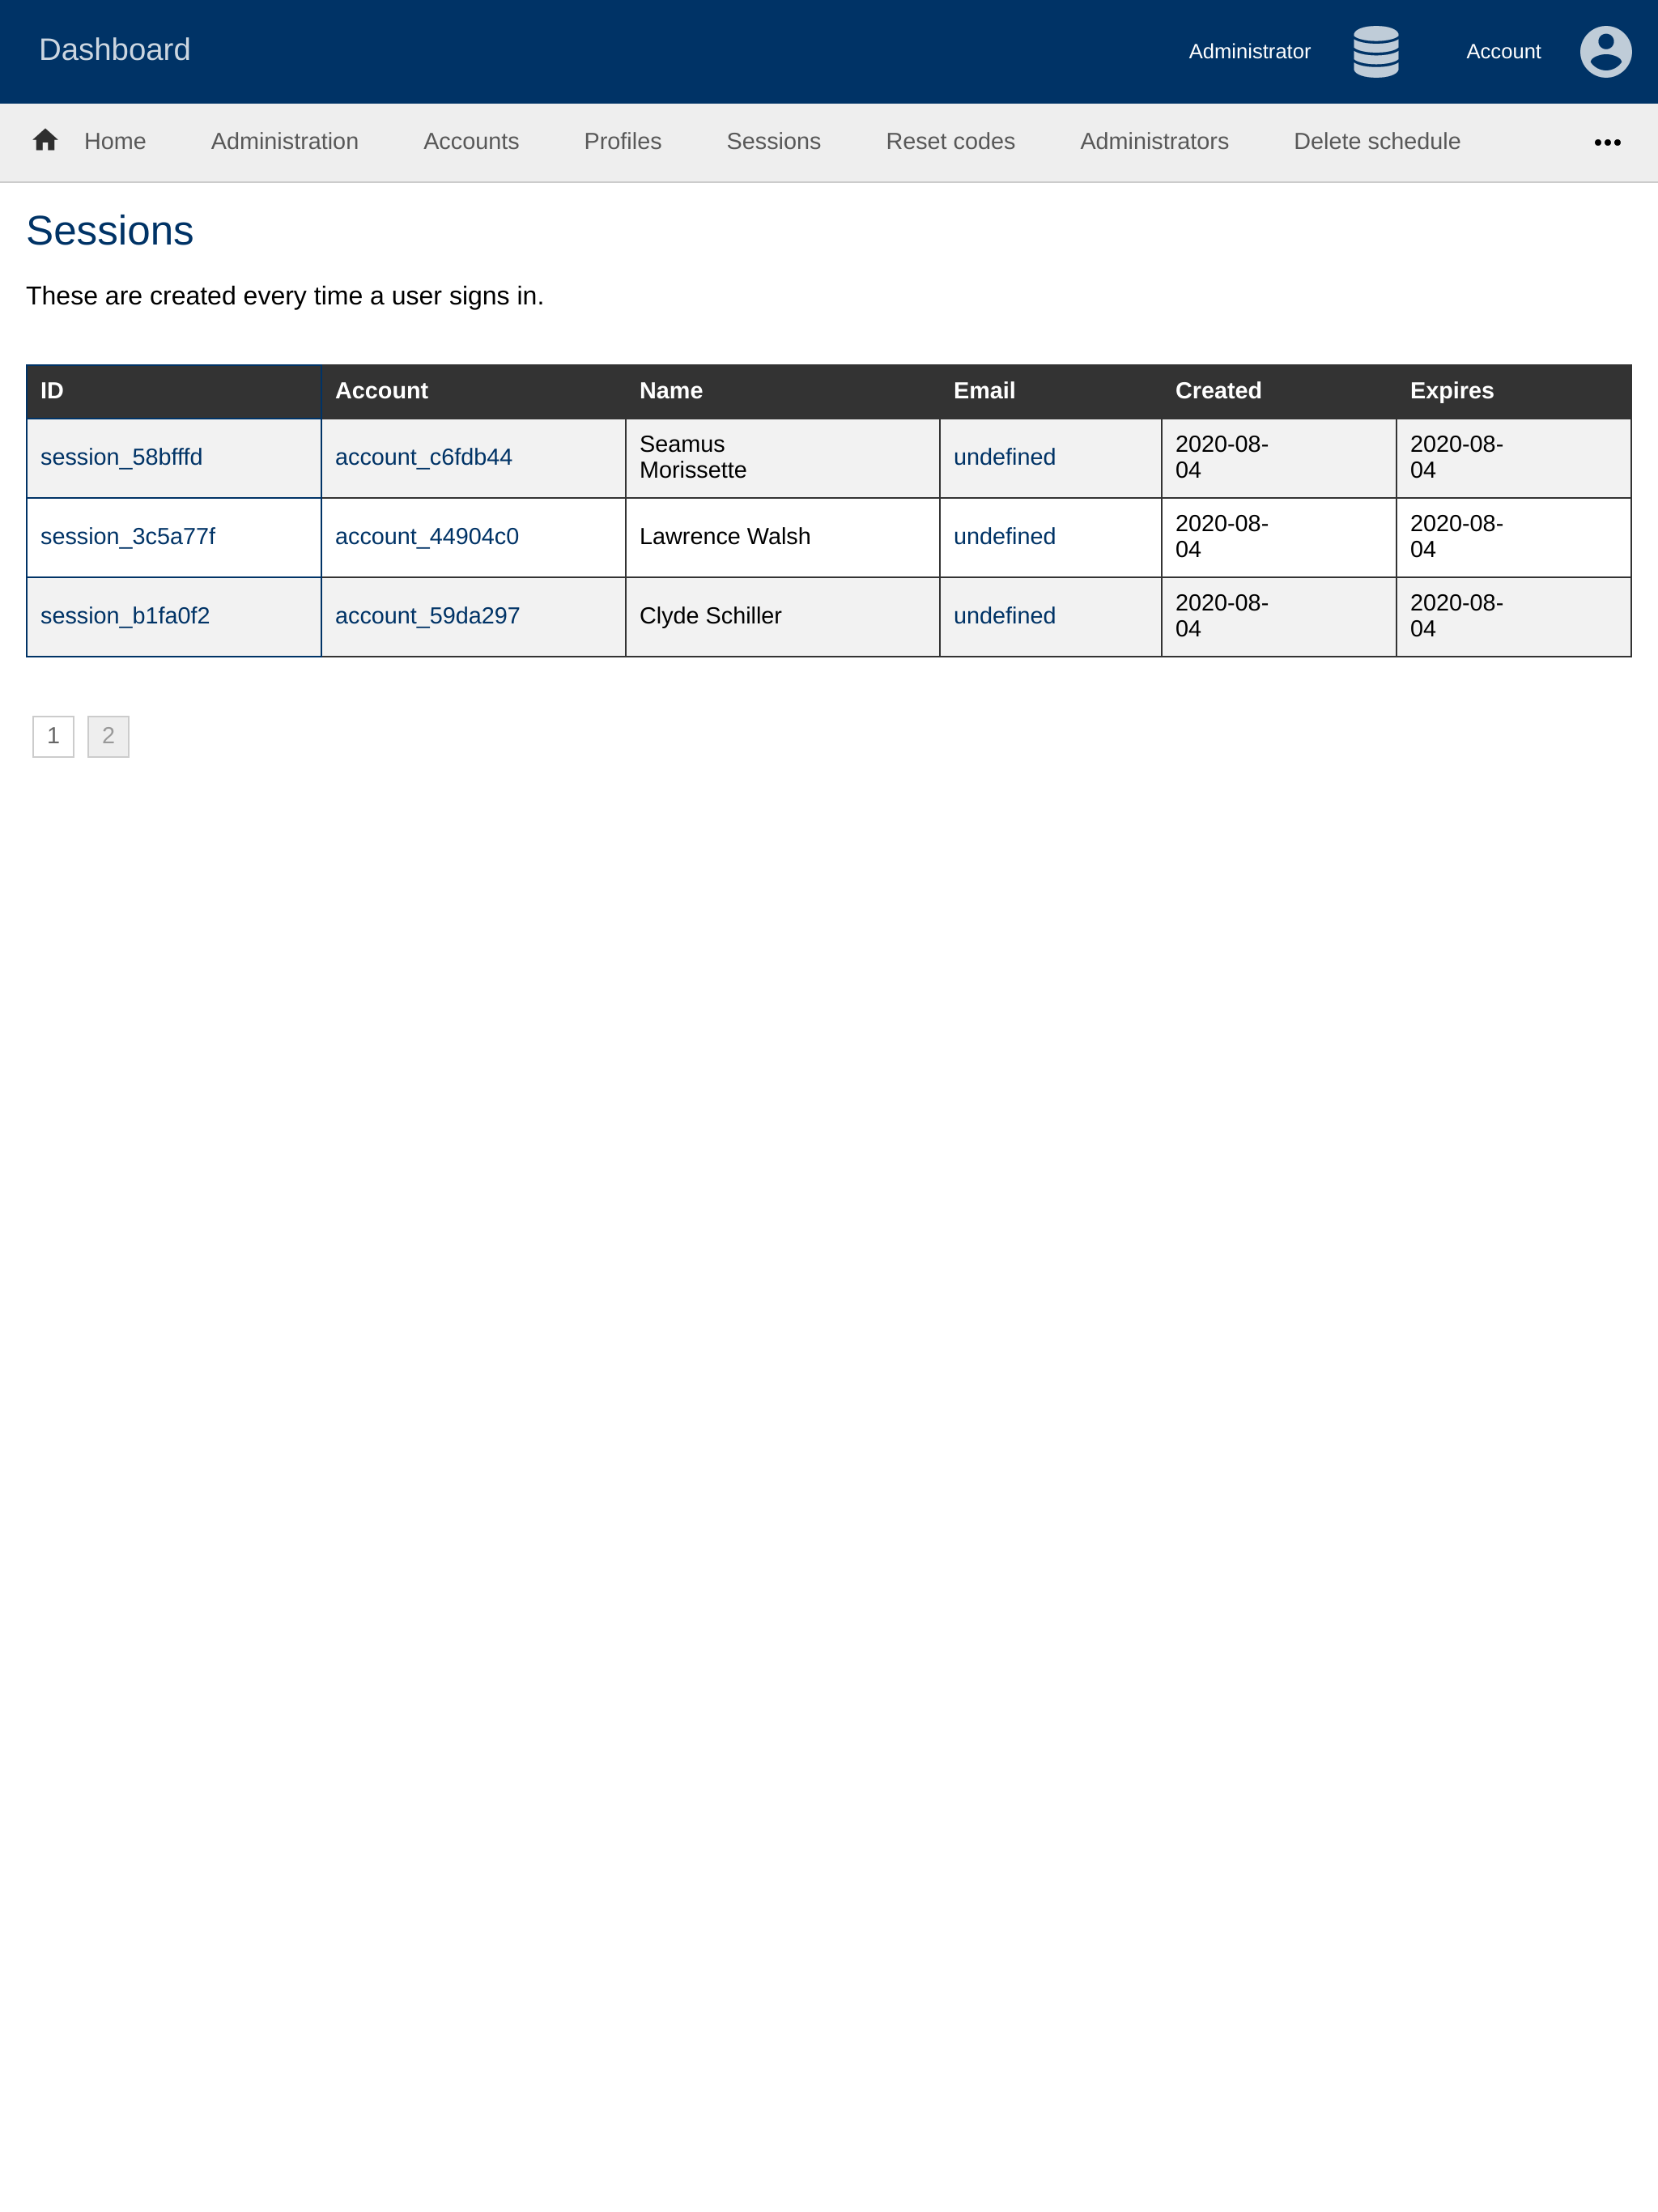 Dashboard
Administrator
Account
Home Administration Accounts Profiles Sessions Reset codes Administrators Delete schedule
Sessions
These are created every time a user signs in.
ID Account Name Email Created Expires
session_58bfffd account_c6fdb44 Seamus Morissette undefined 2020-08-04 2020-08-04
session_3c5a77f account_44904c0 Lawrence Walsh undefined 2020-08-04 2020-08-04
session_b1fa0f2 account_59da297 Clyde Schiller undefined 2020-08-04 2020-08-04
1 2